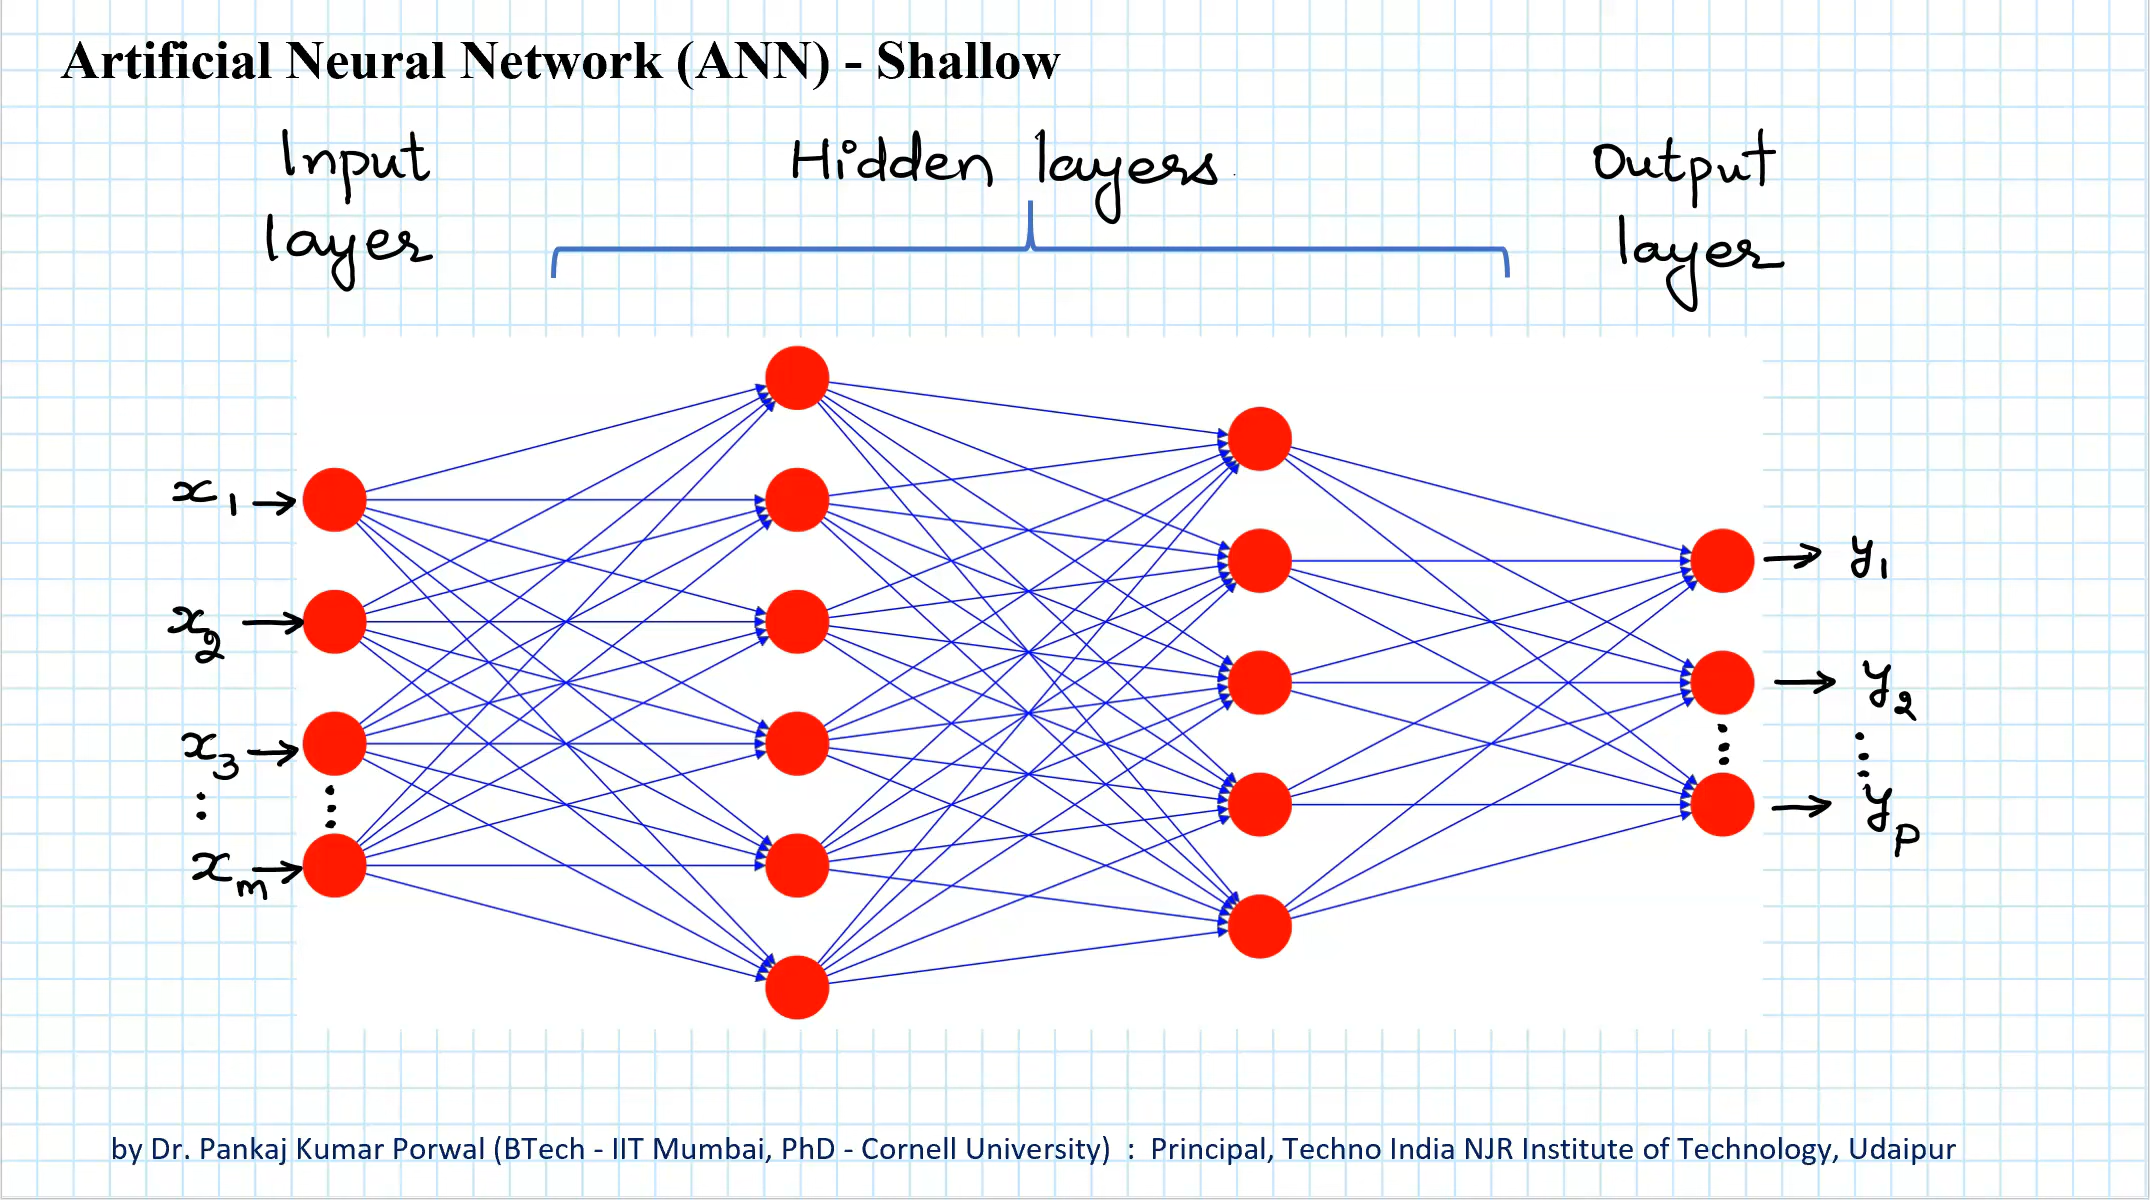 Artificial Neural Network (ANN) - Shallow
Input layer
Hidden layers
Output layer
x1
x2
x3
⋮
xm
y1
y2
⋮
yp
by Dr. Pankaj Kumar Porwal (BTech - IIT Mumbai, PhD - Cornell University) : Principal, Techno India NJR Institute of Technology, Udaipur